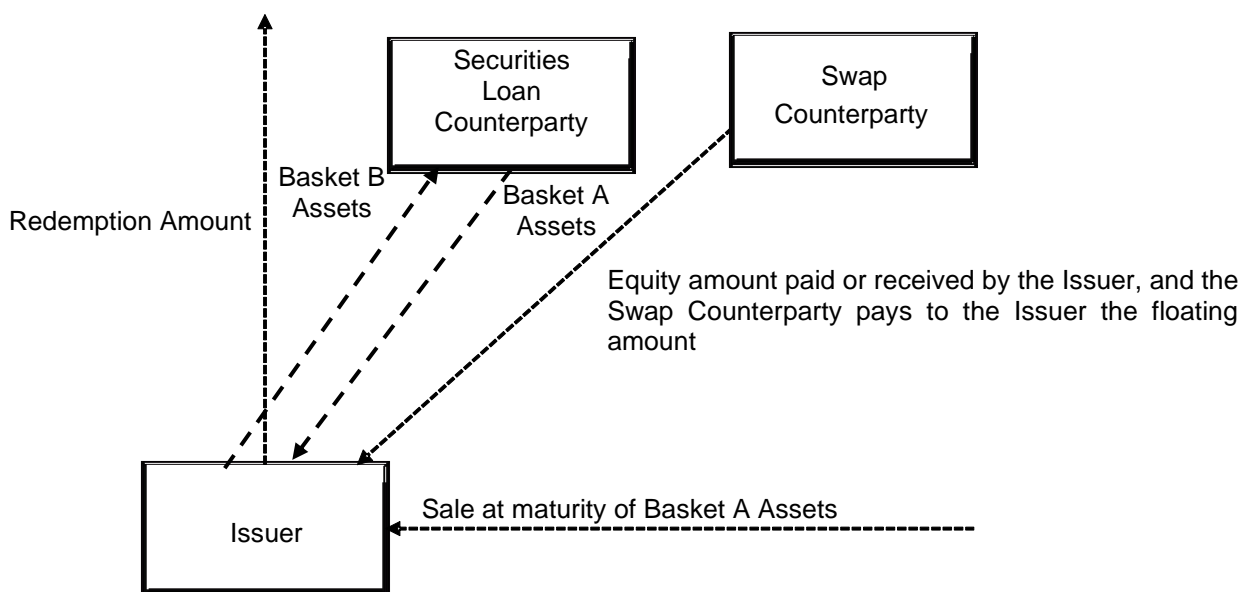 Securities
Loan
Counterparty
Swap
Counterparty
Basket B
Assets
Basket A
Assets
Redemption Amount
Equity amount paid or received by the Issuer, and the
Swap Counterparty pays to the Issuer the floating
amount
Sale at maturity of Basket A Assets
Issuer